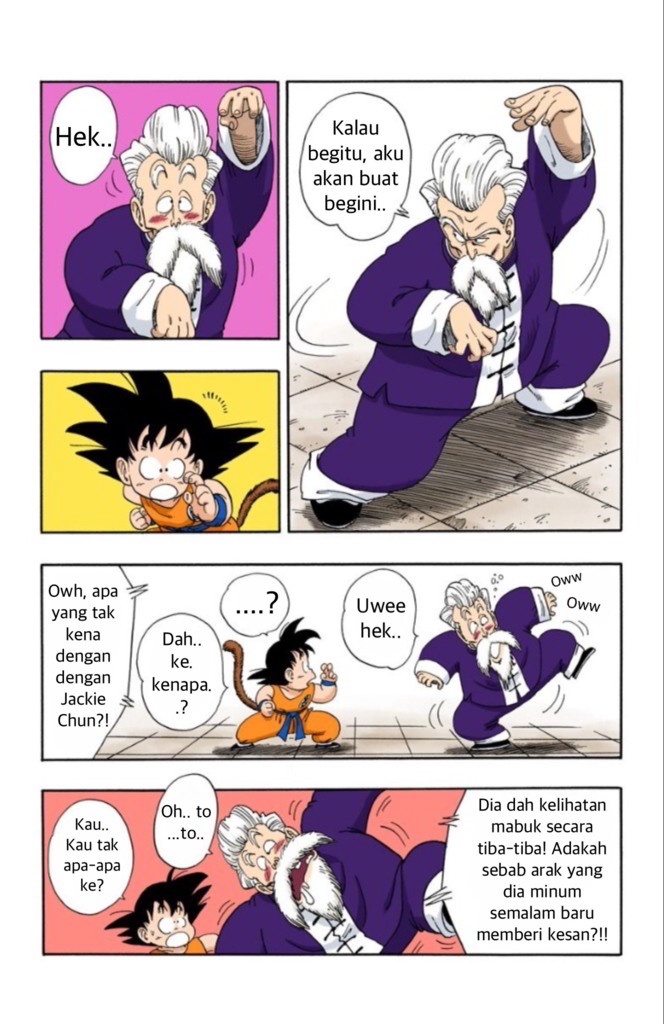 Kalau
begitu, aku
akan buat
begini..
Hek..
Owh, apa
yang tak
kena
dengan
dengan
Jackie
Chun?!
Dah..
ke.
kenapa.
.?
....?
Uwee
hek..
Oww
Oww
Kau..
Kau tak
apa-apa
ke?
Oh.. to
...to..
Dia dah kelihatan
mabuk secara
tiba-tiba! Adakah
sebab arak yang
dia minum
semalam baru
memberi kesan?!!